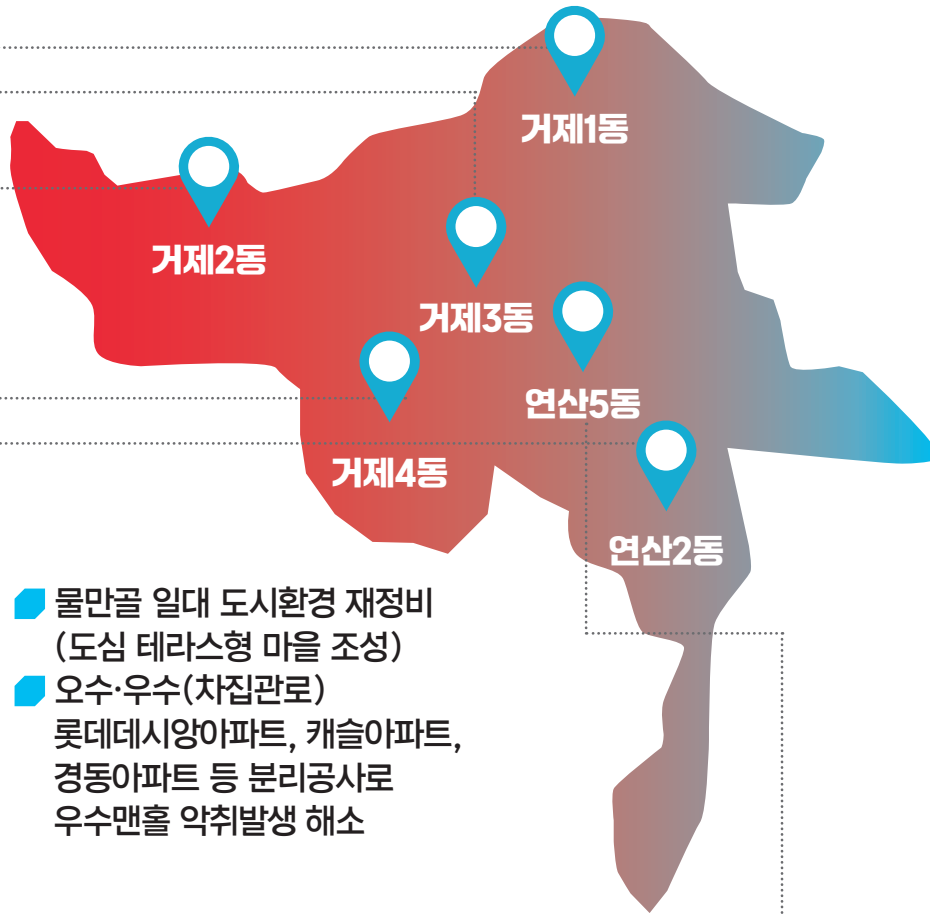 거제1동
거제2동
거제3동
연산5동
거제4동
연산2동
물만골 일대 도시환경 재정비
(도심 테라스형 마을 조성)
오수·우수(차집관로)
롯데데시앙아파트, 캐슬아파트,
경동아파트 등 분리공사로
우수맨홀 악취발생 해소